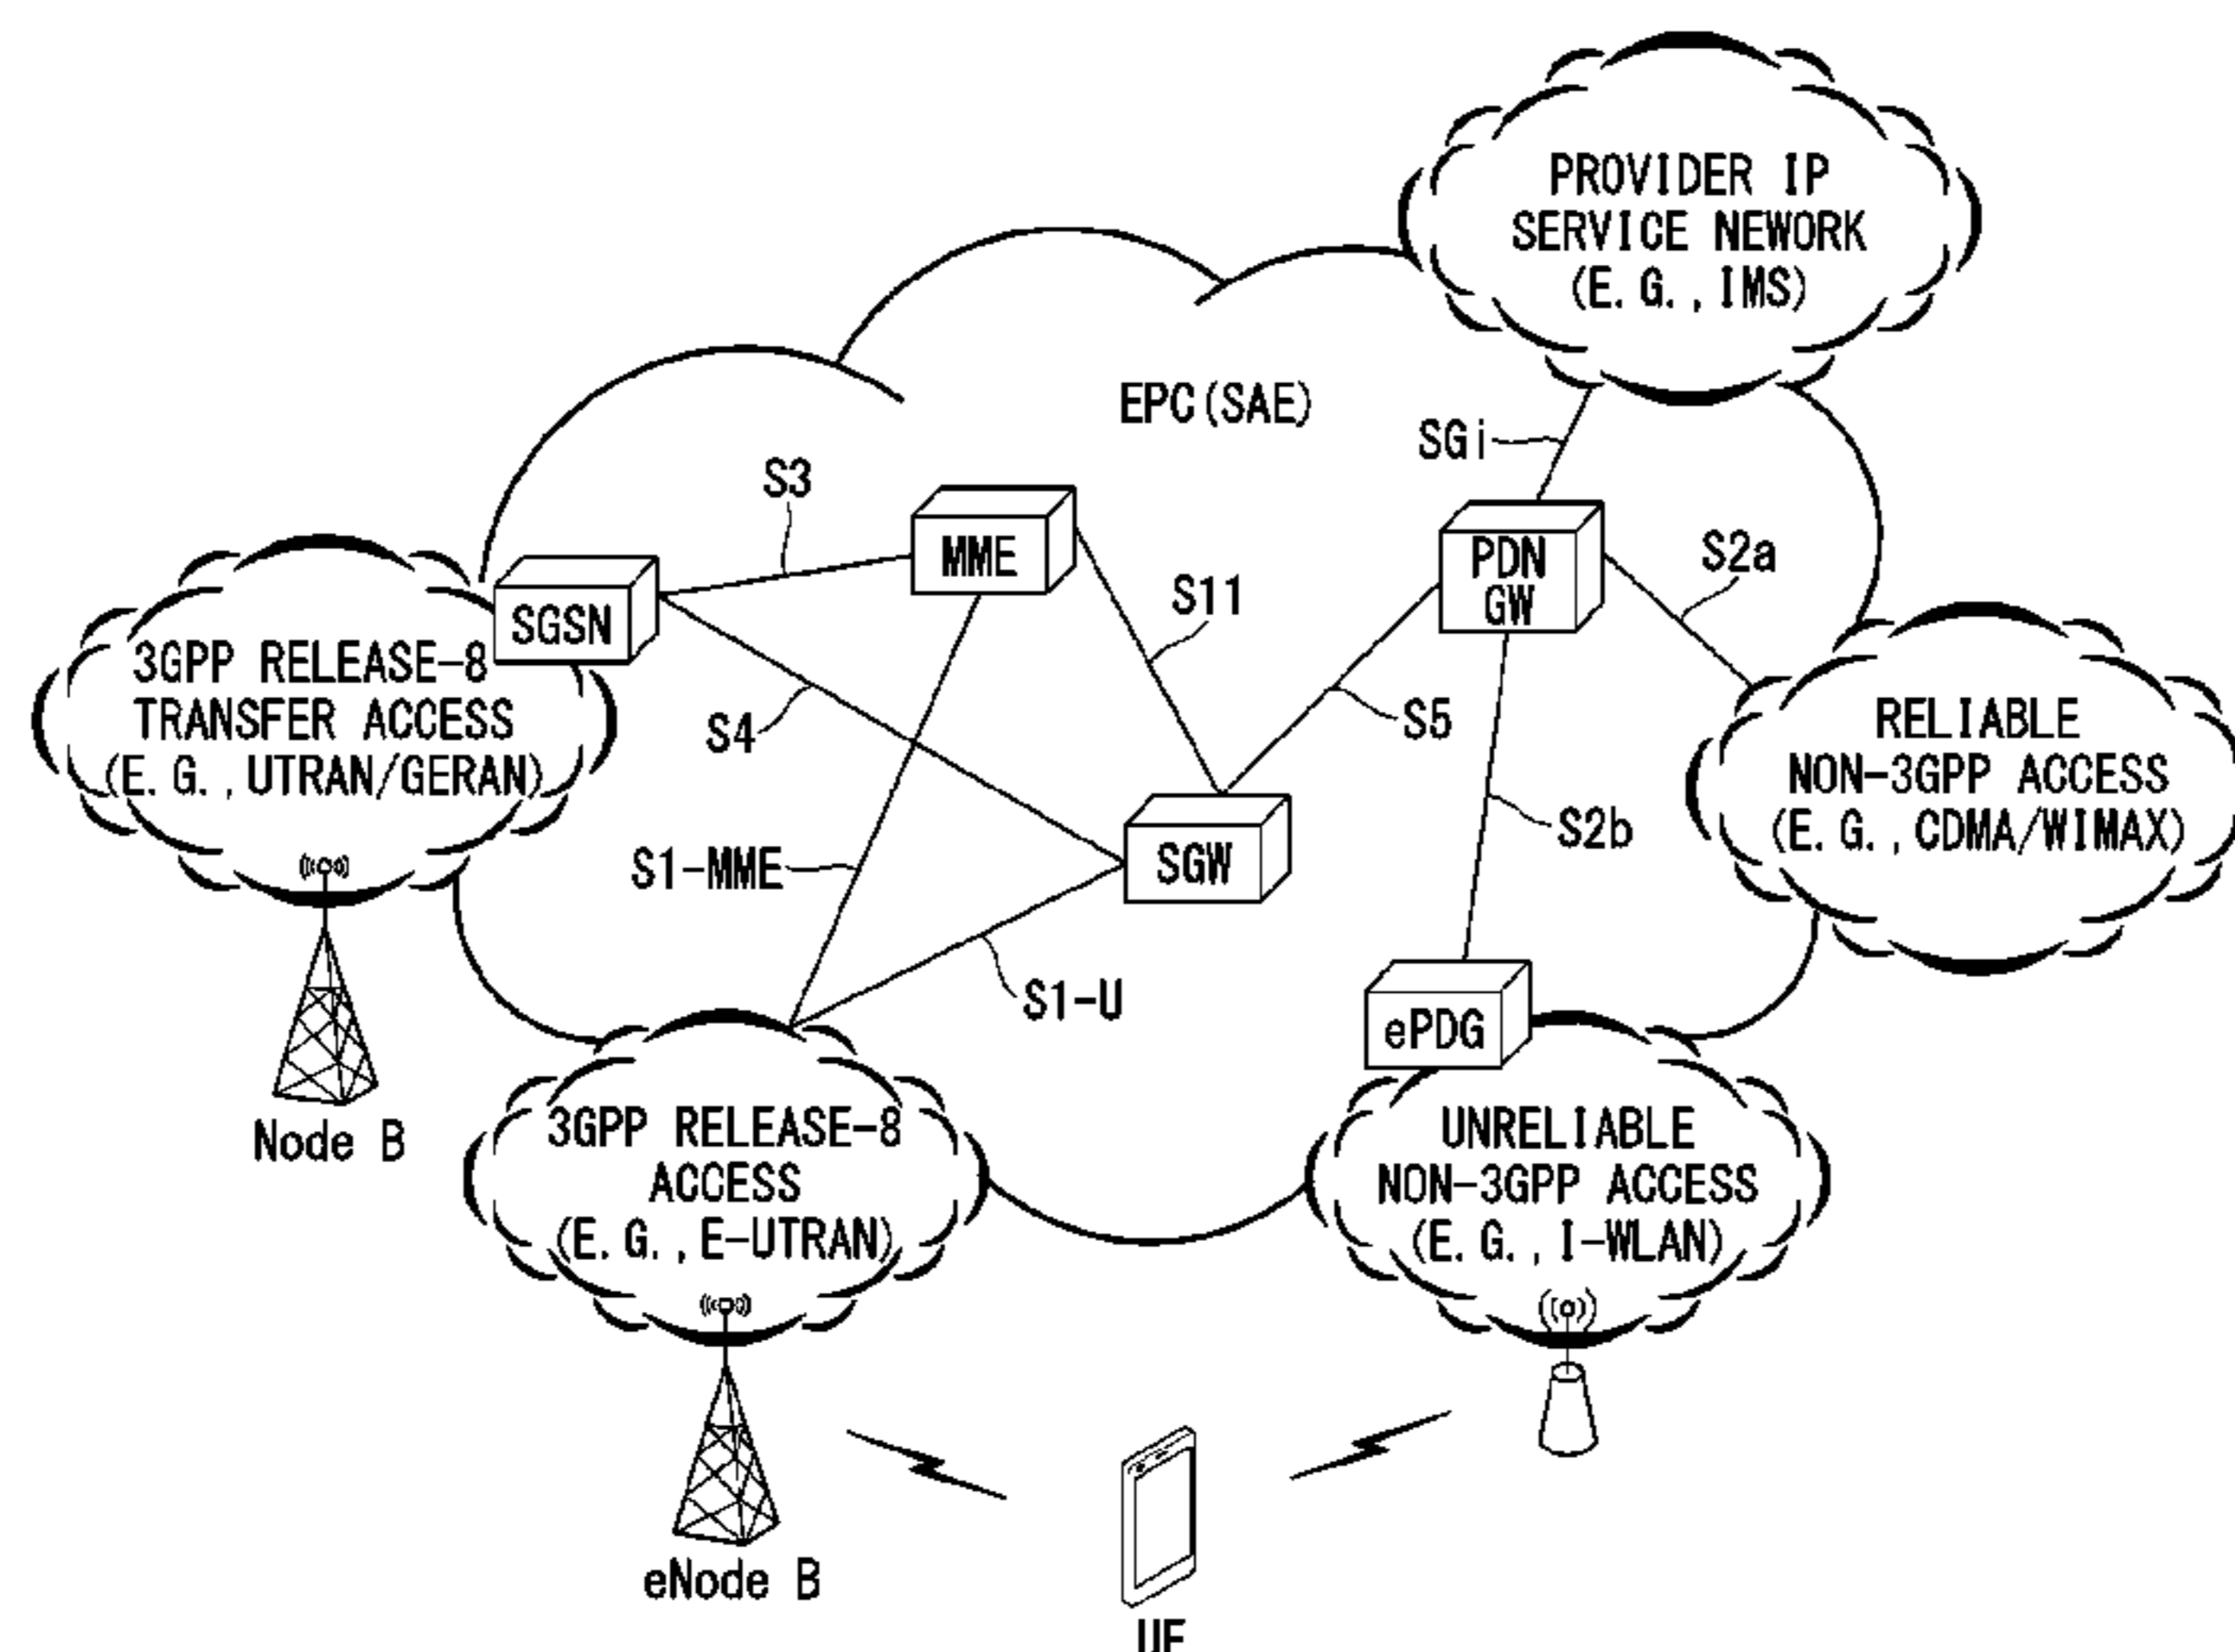 PROVIDER IP
SERVICE NEWORK
(E.G., IMS)
EPC(SAE)
SGi
S3
MME
PDN
GW
S2a
SGSN
S11
3GPP RELEASE-8
TRANSFER ACCESS
(E.G., UTRAN/GERAN)
S4
S5
RELIABLE
NON-3GPP ACCESS
(E.G., CDMA/WIMAX)
S1-MME
SGW
S2b
S1-U
ePDG
Node B
3GPP RELEASE-8
ACCESS
(E.G., E-UTRAN)
UNRELIABLE
NON-3GPP ACCESS
(E.G., I-WLAN)
eNode B
UE